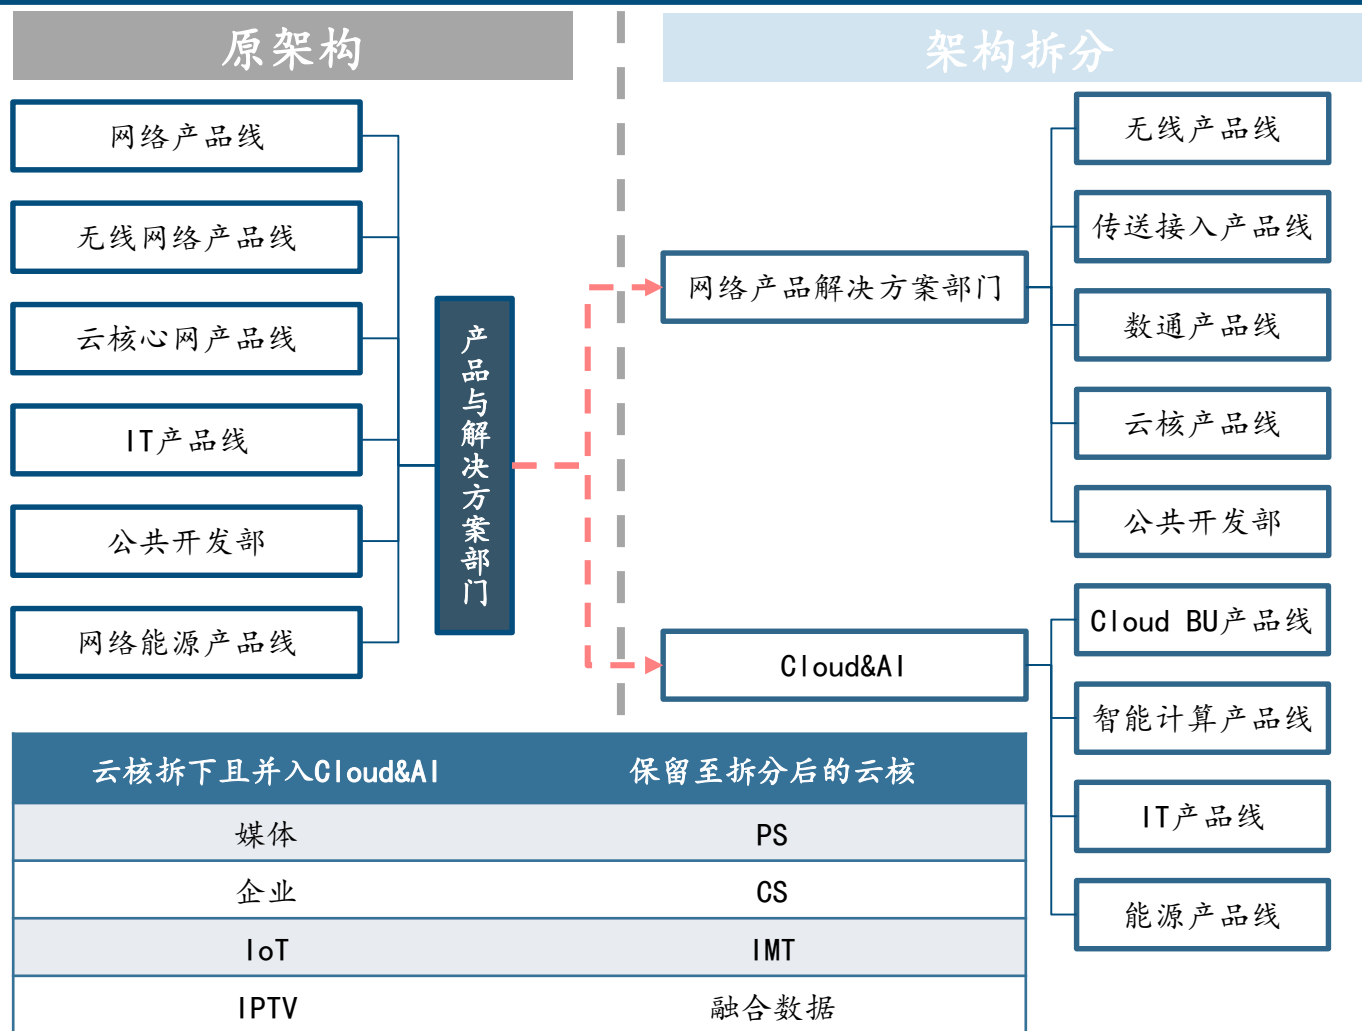 原架构
架构拆分
网络产品线
无线网络产品线
云核心网产品线
IT产品线
公共开发部
网络能源产品线
产品与解决方案部门
网络产品解决方案部门
Cloud&AI
无线产品线
传送接入产品线
数通产品线
云核产品线
公共开发部
Cloud BU产品线
智能计算产品线
IT产品线
能源产品线
云核拆下且并入Cloud&AI 保留至拆分后的云核
媒体 PS
企业 CS
IoT IMT
IPTV 融合数据